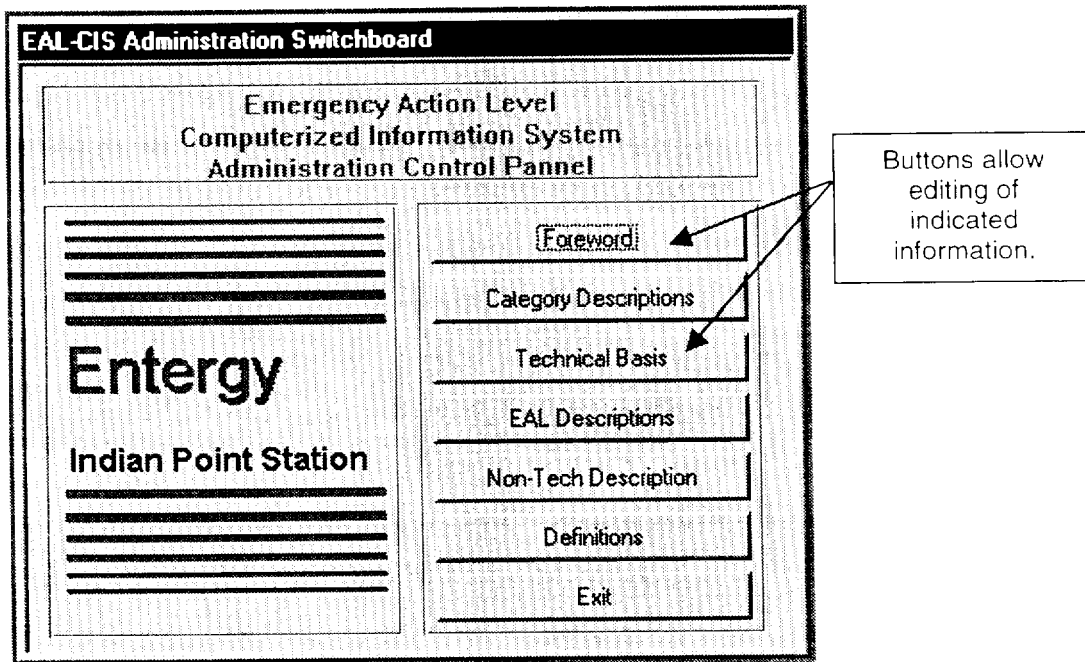 EAL-CIS Administration Switchboard
Emergency Action Level
Computerized Information System
Administration Control Pannel
Entergy
Indian Point Station
Foreword
Category Descriptions
Technical Basis
EAL Descriptions
Non-Tech Description
Definitions
Exit
Buttons allow
editing of
indicated
information.